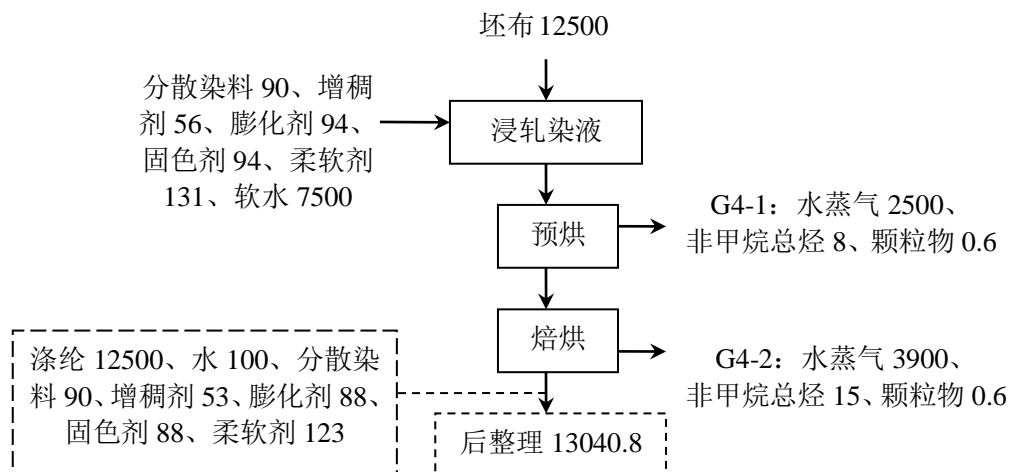 坯布 12500
分散染料 90、增稠
剂 56、膨化剂 94、
固色剂 94、柔软剂
131、软水 7500
浸轧染液
预烘
G4-1：水蒸气 2500、
非甲烷总烃 8、颗粒物 0.6
焙烘
G4-2：水蒸气 3900、
非甲烷总烃 15、颗粒物 0.6
涤纶 12500、水 100、分散染
料 90、增稠剂 53、膨化剂 88、
固色剂 88、柔软剂 123
后整理 13040.8